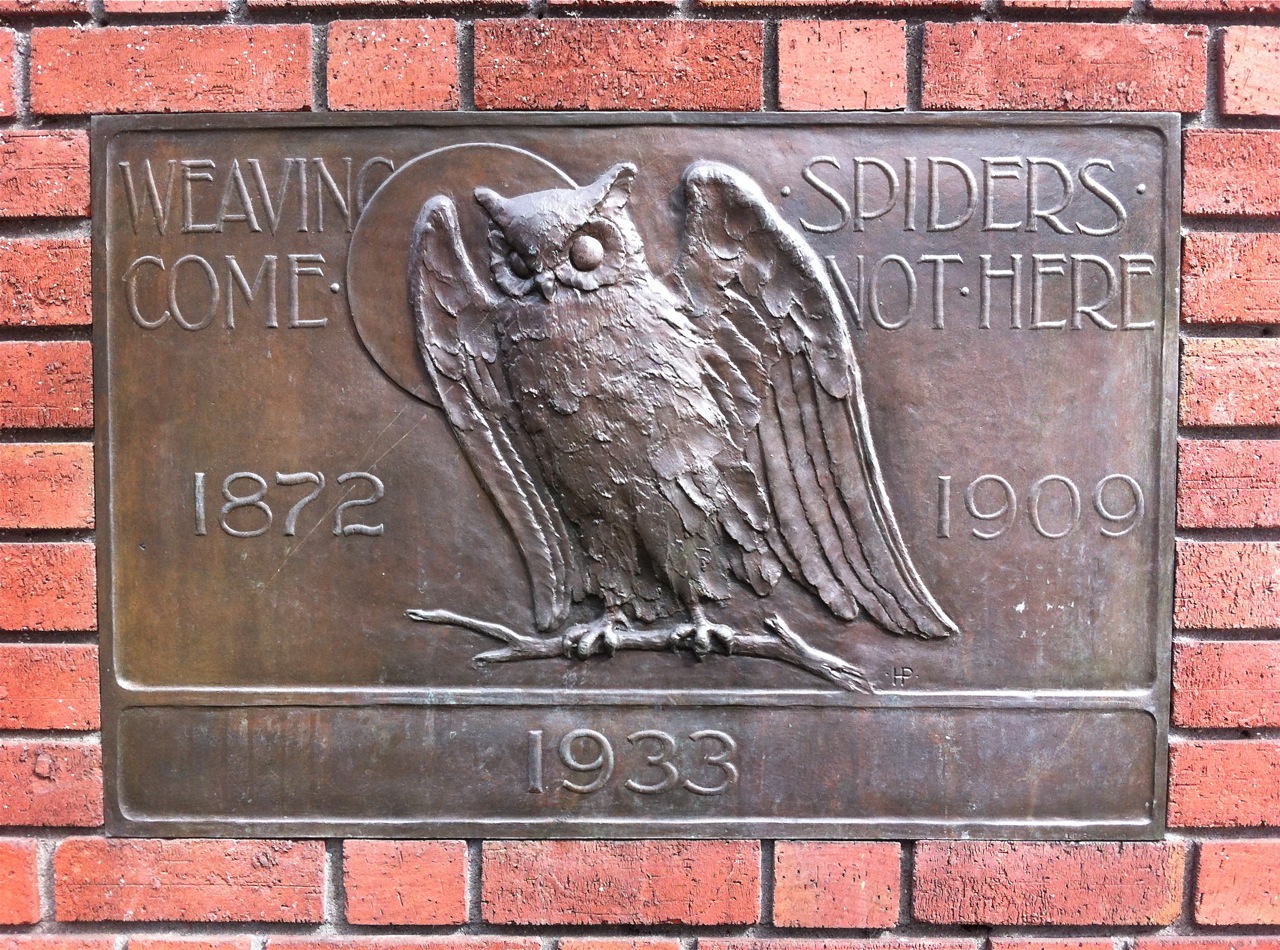 WEAVING · SPIDERS ·
COME · NOT · HERE
1872 1909
· HP ·
1933